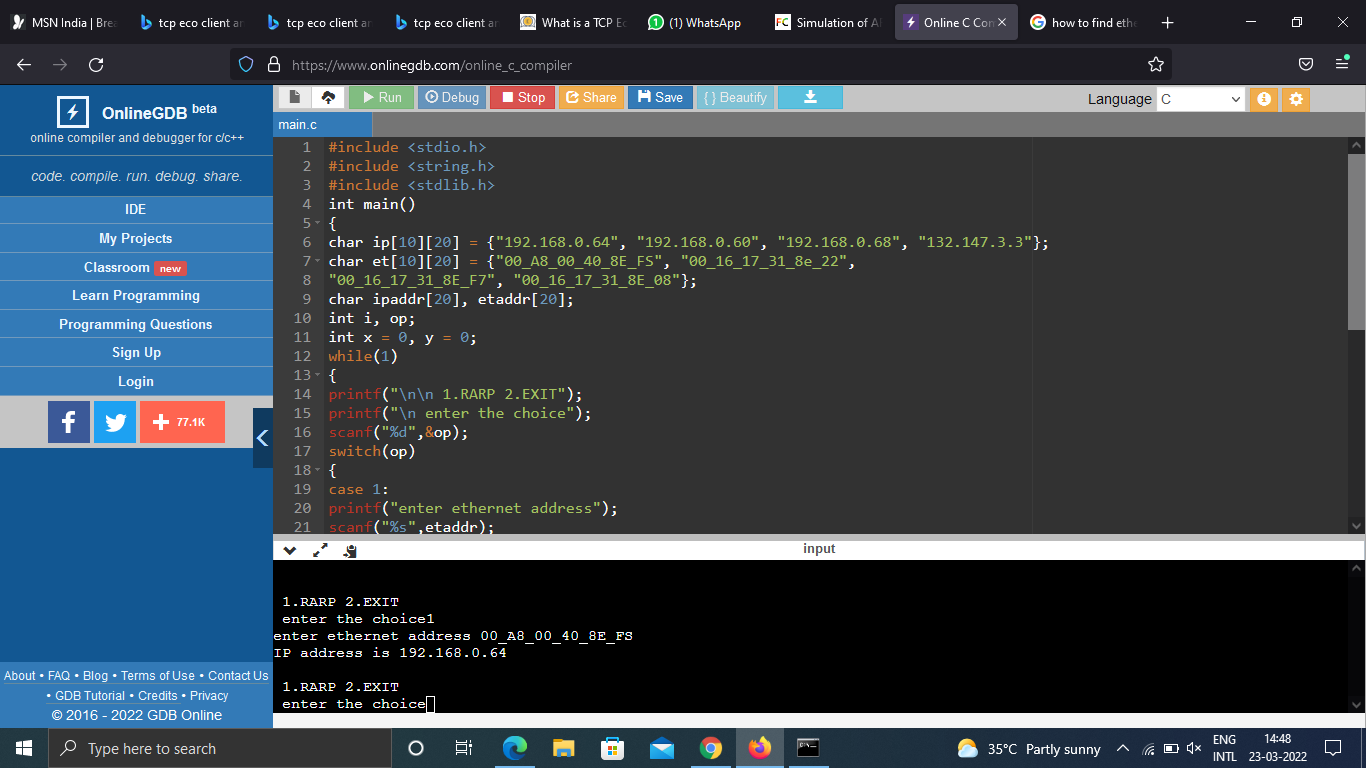 MSN India | Brea
tcp eco client an
tcp eco client an
tcp eco client an
What is a TCP Ec
(1) WhatsApp
FC Simulation of A
Online C Com
how to find ethe
https://www.onlinegdb.com/online_c_compiler
OnlineGDB beta
online compiler and debugger for c/c++
code. compile. run. debug. share.
IDE
My Projects
Classroom new
Learn Programming
Programming Questions
Sign Up
Login
77.1K
About • FAQ • Blog • Terms of Use • Contact Us
• GDB Tutorial • Credits • Privacy
© 2016 - 2022 GDB Online
Run Debug Stop Share Save { } Beautify Language C
main.c
1 #include <stdio.h>
2 #include <string.h>
3 #include <stdlib.h>
4 int main()
5 {
6 char ip[10][20] = {"192.168.0.64", "192.168.0.60", "192.168.0.68", "132.147.3.3"};
7 char et[10][20] = {"00_A8_00_40_8E_FS", "00_16_17_31_8e_22",
8 "00_16_17_31_8E_F7", "00_16_17_31_8E_08"};
9 char ipaddr[20], etaddr[20];
10 int i, op;
11 int x = 0, y = 0;
12 while(1)
13 {
14 printf("\n\n 1.RARP 2.EXIT");
15 printf("\n enter the choice");
16 scanf("%d",&op);
17 switch(op)
18 {
19 case 1:
20 printf("enter ethernet address");
21 scanf("%s",etaddr);
input
1.RARP 2.EXIT
enter the choice1
enter ethernet address 00_A8_00_40_8E_FS
IP address is 192.168.0.64
1.RARP 2.EXIT
enter the choice
Type here to search
35°C Partly sunny
ENG
INTL
14:48
23-03-2022